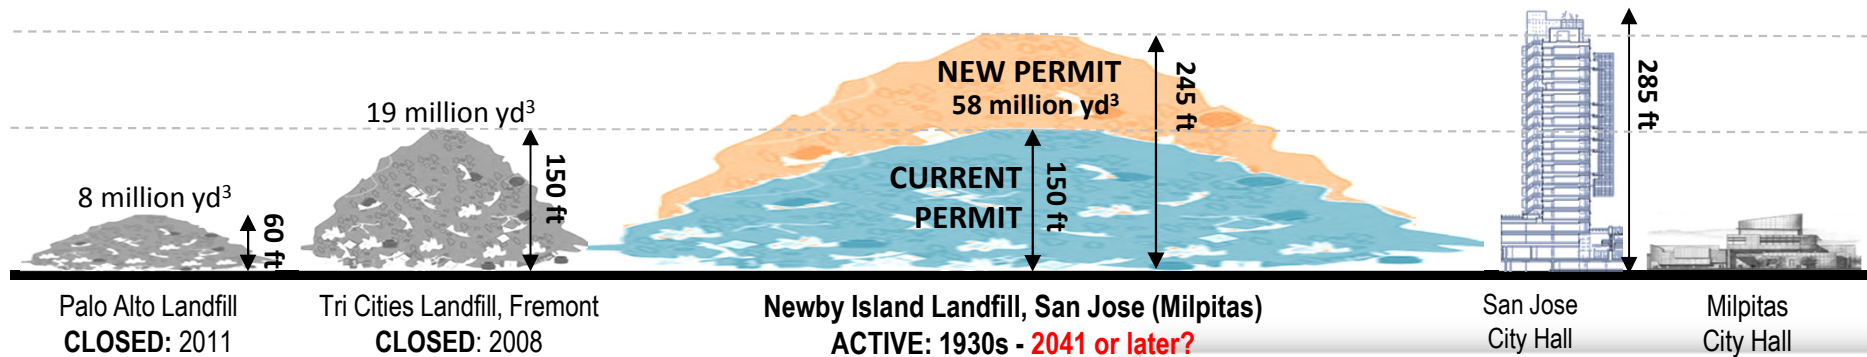 8 million yd³
60 ft
Palo Alto Landfill
CLOSED: 2011
19 million yd³
150 ft
Tri Cities Landfill, Fremont
CLOSED: 2008
NEW PERMIT
58 million yd³
245 ft
CURRENT
PERMIT
150 ft
Newby Island Landfill, San Jose (Milpitas)
ACTIVE: 1930s - 2041 or later?
285 ft
San Jose
City Hall
Milpitas
City Hall